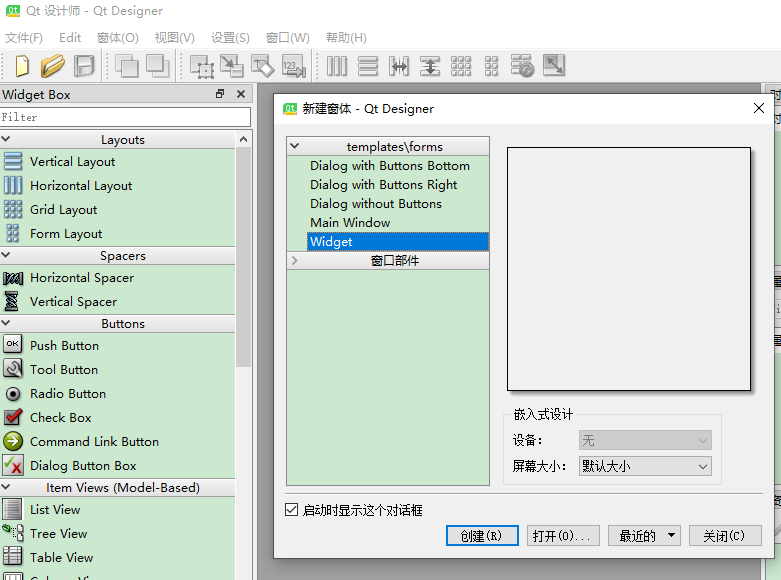 Qt 设计师 - Qt Designer
文件(F) Edit 窗体(O) 视图(V) 设置(S) 窗口(W) 帮助(H)
Widget Box
Filter
Layouts
Vertical Layout
Horizontal Layout
Grid Layout
Form Layout
Spacers
Horizontal Spacer
Vertical Spacer
Buttons
OK Push Button
Tool Button
Radio Button
Check Box
Command Link Button
Dialog Button Box
Item Views (Model-Based)
List View
Tree View
Table View
新建窗体 - Qt Designer
templates\forms
Dialog with Buttons Bottom
Dialog with Buttons Right
Dialog without Buttons
Main Window
Widget
窗口部件
嵌入式设计
设备: 无
屏幕大小: 默认大小
启动时显示这个对话框
创建(R) 打开(O)... 最近的 关闭(C)